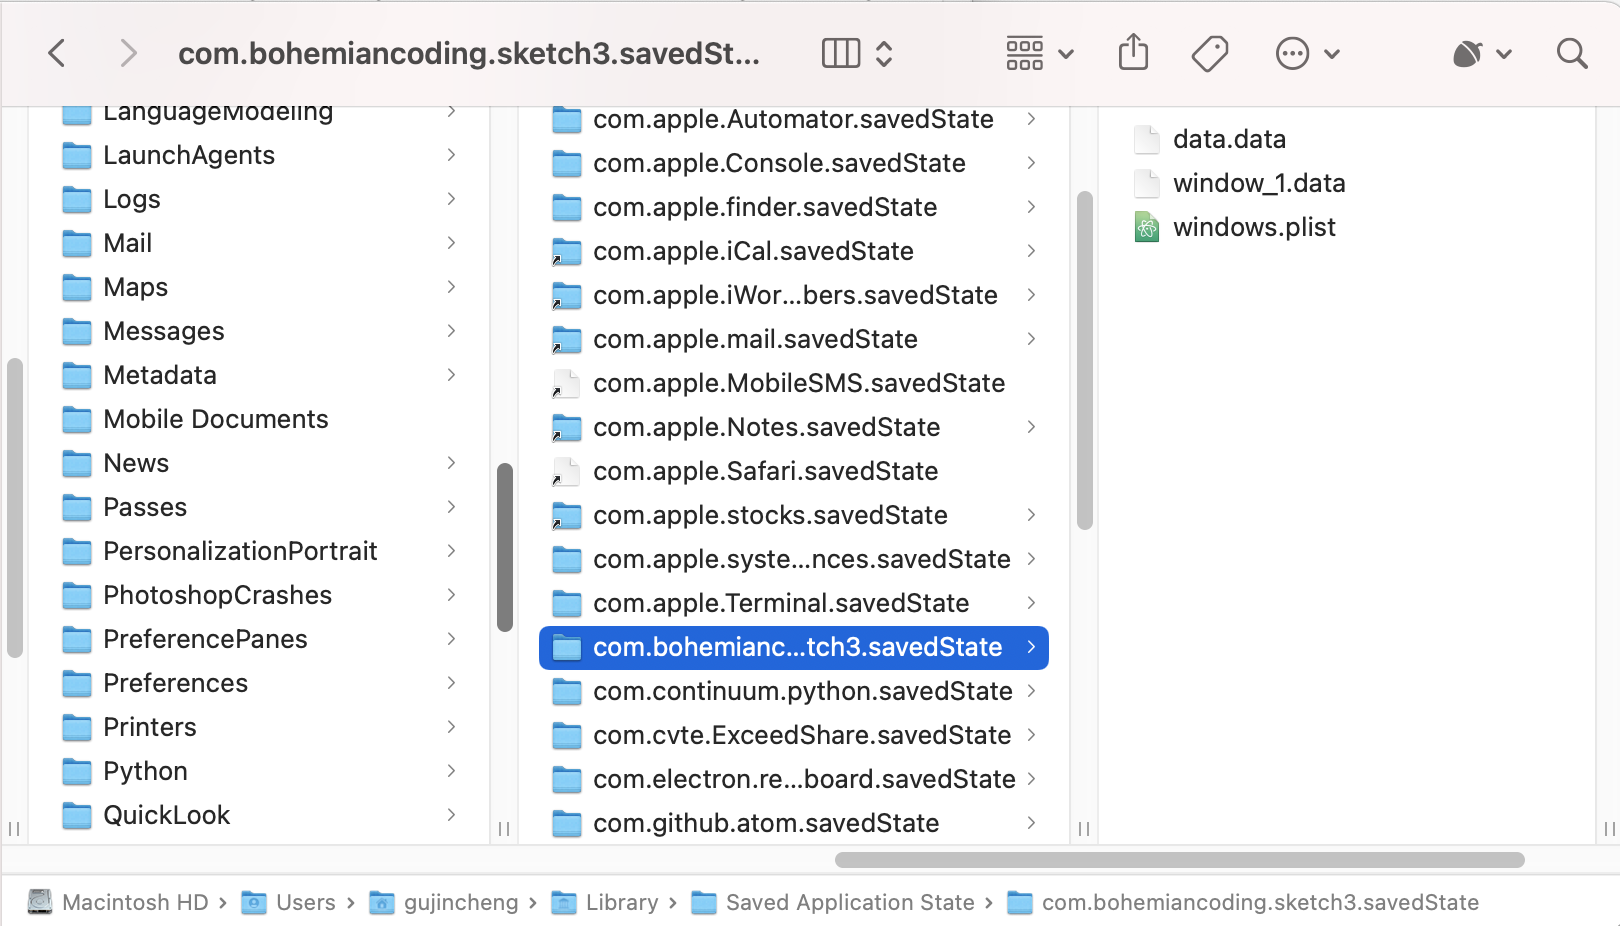 com.bohemiancoding.sketch3.savedSt...
LanguageModeling
LaunchAgents
Logs
Mail
Maps
Messages
Metadata
Mobile Documents
News
Passes
PersonalizationPortrait
PhotoshopCrashes
PreferencePanes
Preferences
Printers
Python
QuickLook
com.apple.Automator.savedState
com.apple.Console.savedState
com.apple.finder.savedState
com.apple.iCal.savedState
com.apple.iWor...bers.savedState
com.apple.mail.savedState
com.apple.MobileSMS.savedState
com.apple.Notes.savedState
com.apple.Safari.savedState
com.apple.stocks.savedState
com.apple.syste...nces.savedState
com.apple.Terminal.savedState
com.bohemianc...tch3.savedState
com.continuum.python.savedState
com.cvte.ExceedShare.savedState
com.electron.re...board.savedState
com.github.atom.savedState
data.data
window_1.data
windows.plist
Macintosh HD › Users › gujincheng › Library › Saved Application State › com.bohemiancoding.sketch3.savedState